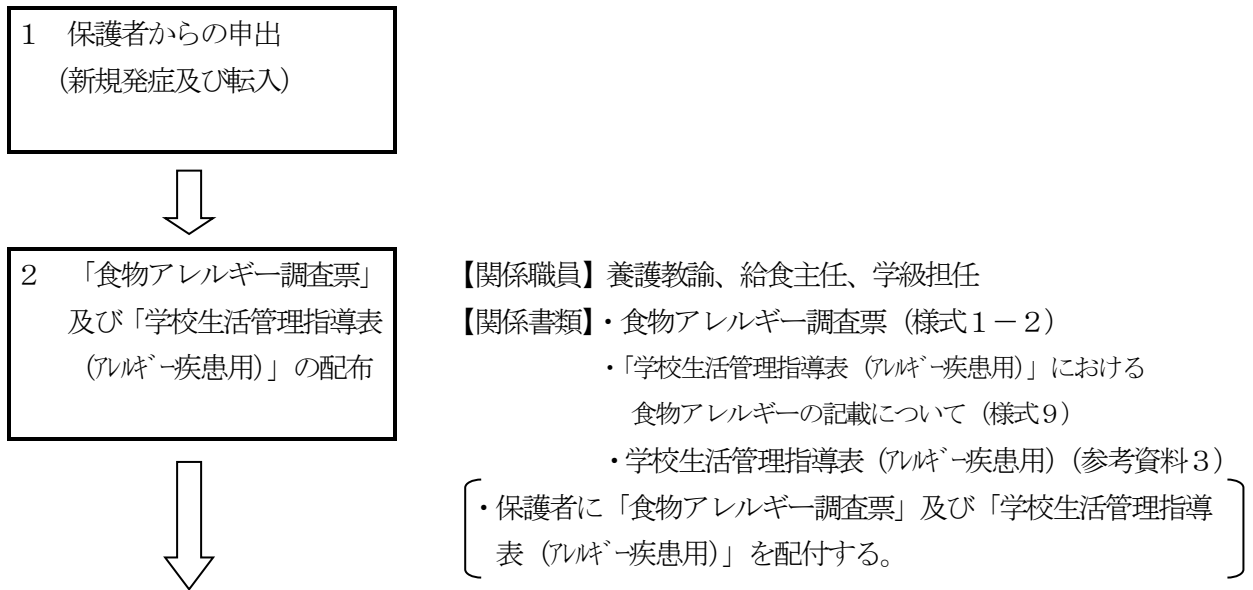 １　保護者からの申出
（新規発症及び転入）
２　「食物アレルギー調査票」
及び「学校生活管理指導表
（ｱﾚﾙｷﾞｰ疾患用）」の配布
【関係職員】養護教諭、給食主任、学級担任
【関係書類】・食物アレルギー調査票（様式１－２）
・「学校生活管理指導表（ｱﾚﾙｷﾞｰ疾患用）」における
食物アレルギーの記載について（様式９）
・学校生活管理指導表（ｱﾚﾙｷﾞｰ疾患用）（参考資料３）
・保護者に「食物アレルギー調査票」及び「学校生活管理指導
表（ｱﾚﾙｷﾞｰ疾患用）」を配付する。